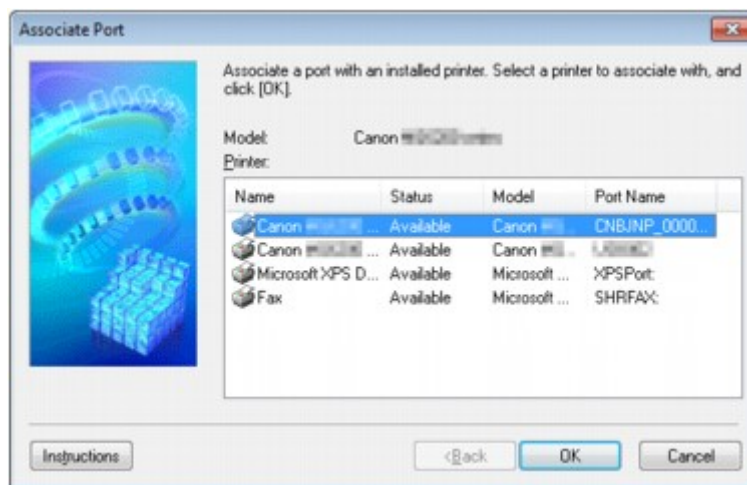 Associate Port
Associate a port with an installed printer. Select a printer to associate with, and
click [OK].
Model: Canon
Printer:
Name Status Model Port Name
Canon ... Available Canon ... CNBJNP_0000...
Canon ... Available Canon ...
Microsoft XPS D... Available Microsoft ... XPSPort:
Fax Available Microsoft ... SHRFAX:
Instructions <Back OK Cancel